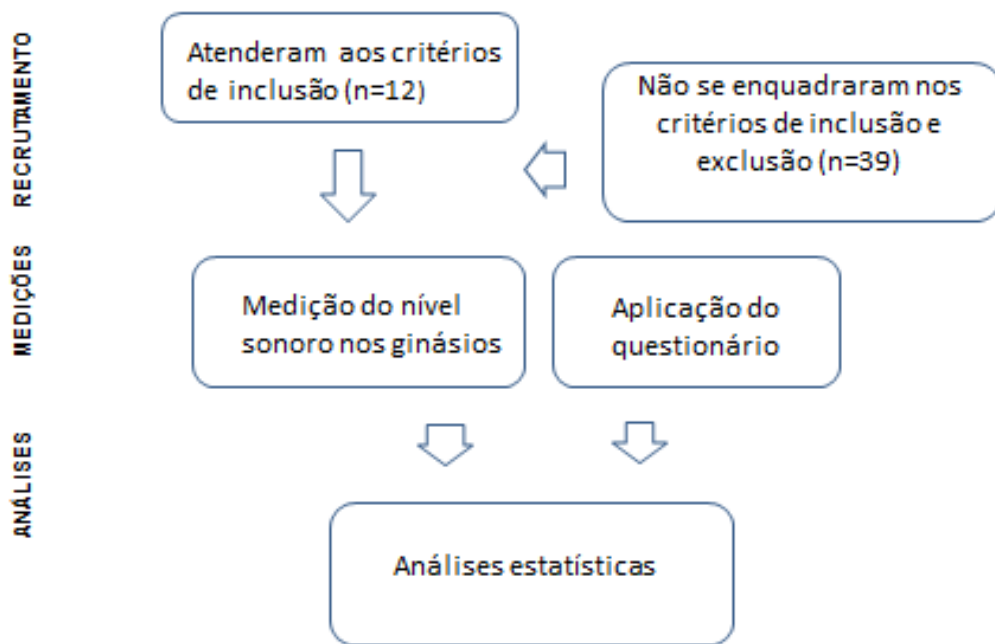 RECRUTAMENTO
Atenderam aos critérios
de inclusão (n=12)
Não se enquadraram nos
critérios de inclusão e
exclusão (n=39)
MEDIÇÕES
Medição do nível
sonoro nos ginásios
Aplicação do
questionário
ANÁLISES
Análises estatísticas